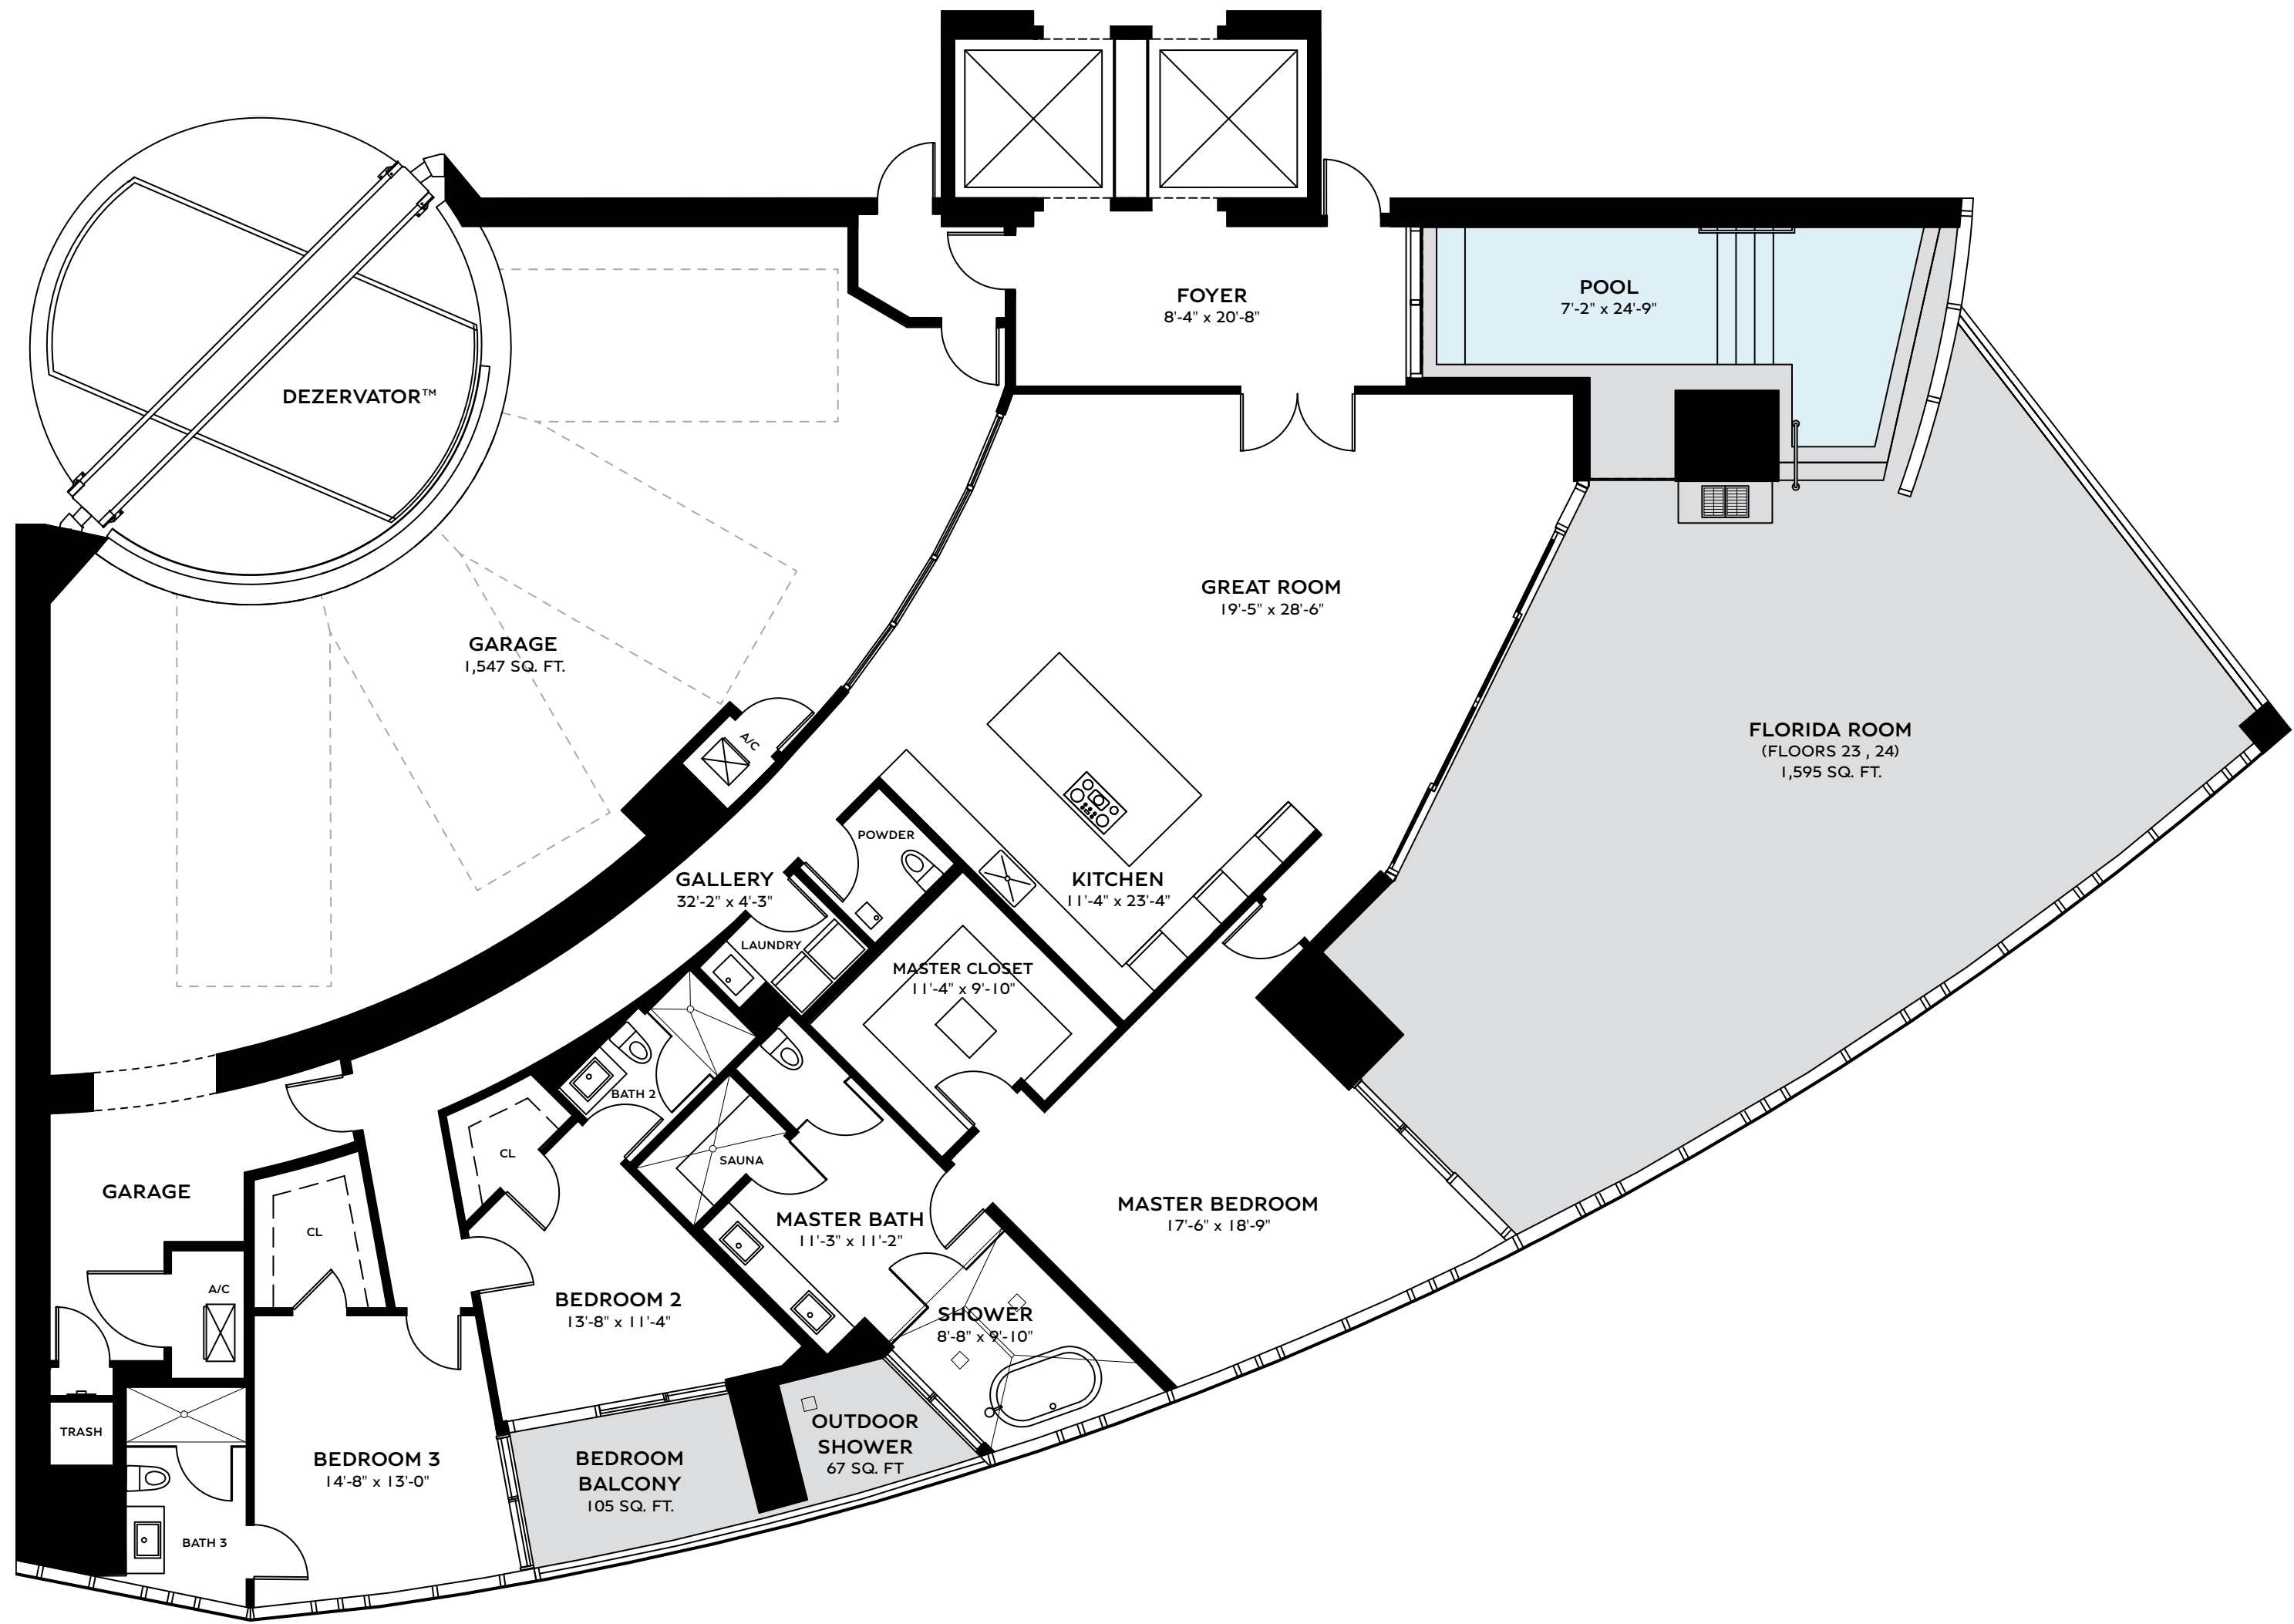 FOYER
8'-4" x 20'-8"
POOL
7'-2" x 24'-9"
DEZERVATOR™
GREAT ROOM
19'-5" x 28'-6"
GARAGE
1,547 SQ. FT.
FLORIDA ROOM
(FLOORS 23 , 24)
1,595 SQ. FT.
A/C
POWDER
GALLERY
32'-2" x 4'-3"
KITCHEN
11'-4" x 23'-4"
LAUNDRY
MASTER CLOSET
11'-4" x 9'-10"
BATH 2
CL
SAUNA
GARAGE
MASTER BEDROOM
17'-6" x 18'-9"
MASTER BATH
11'-3" x 11'-2"
CL
A/C
BEDROOM 2
13'-8" x 11'-4"
SHOWER
8'-8" x 9'-10"
TRASH
OUTDOOR
SHOWER
67 SQ. FT
BEDROOM 3
14'-8" x 13'-0"
BEDROOM
BALCONY
105 SQ. FT.
BATH 3